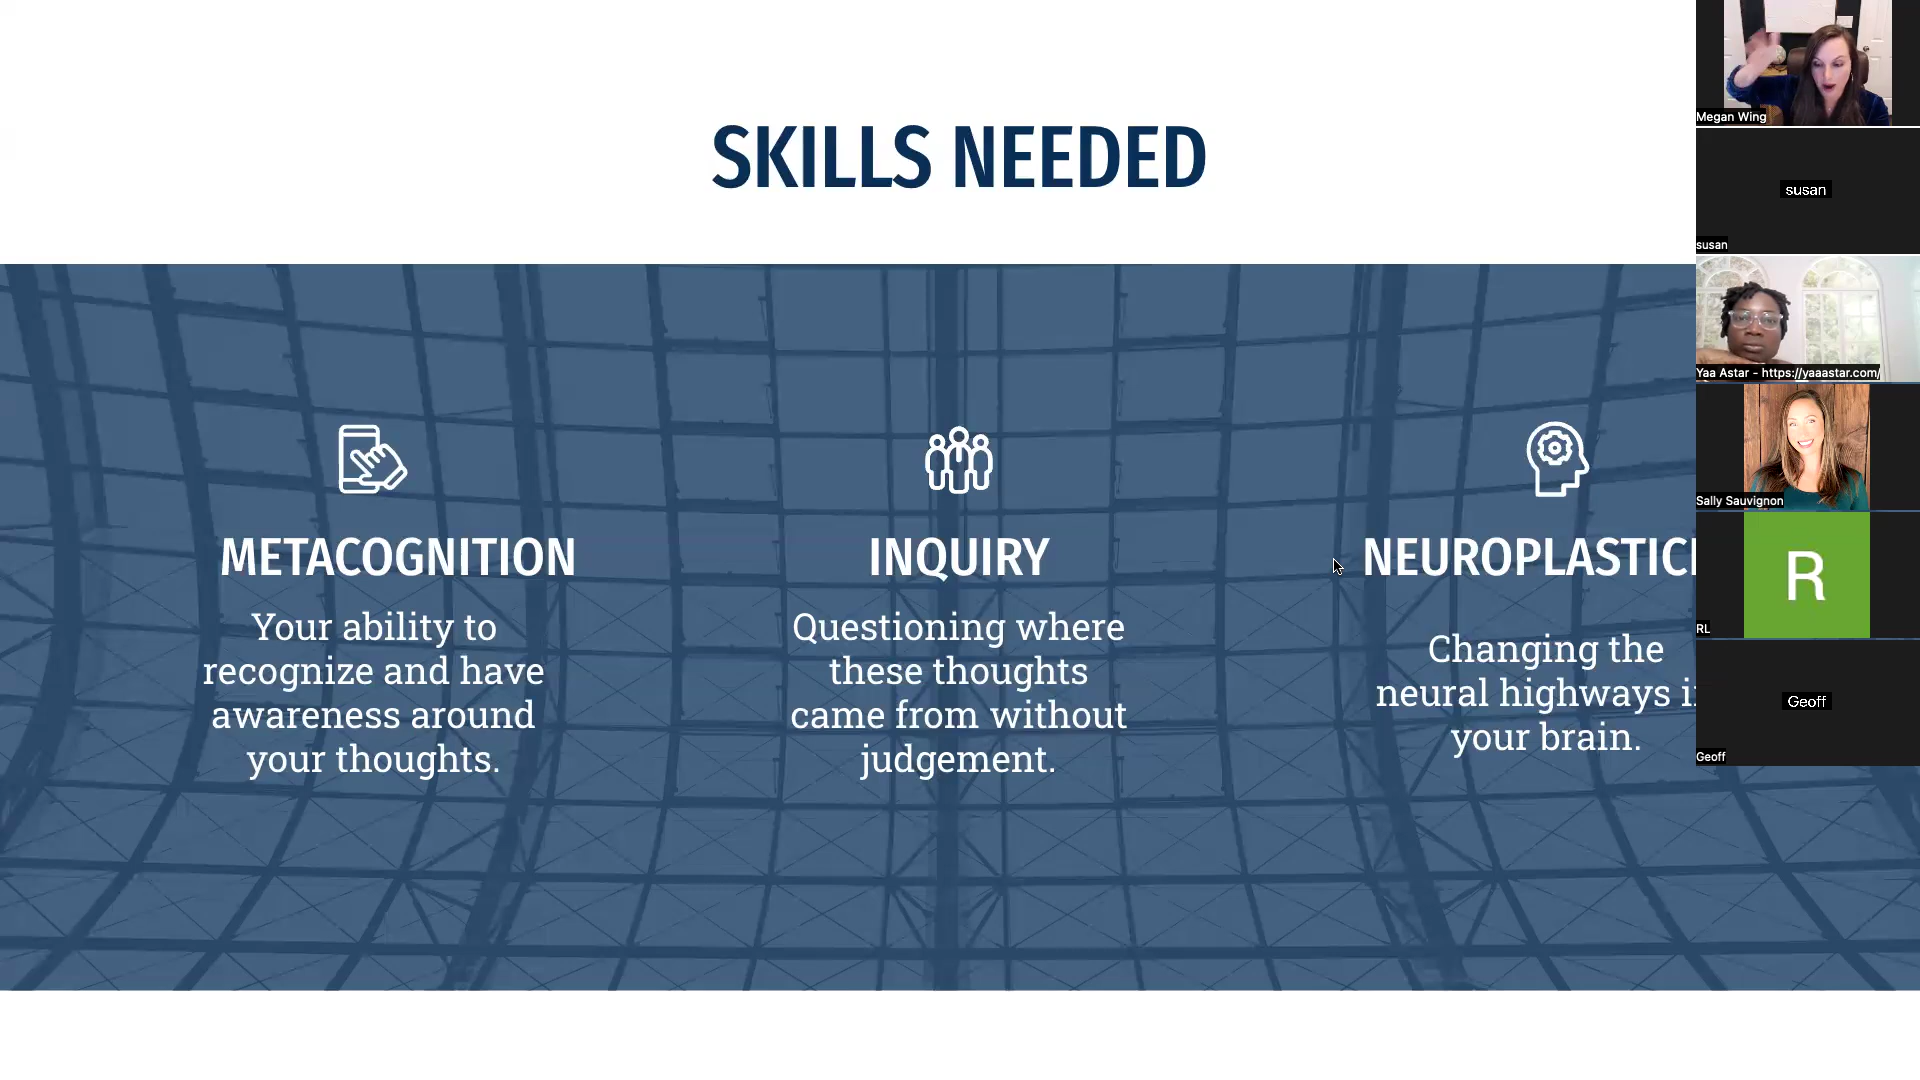 SKILLS NEEDED
METACOGNITION
Your ability to
recognize and have
awareness around
your thoughts.
INQUIRY
Questioning where
these thoughts
came from without
judgement.
NEUROPLASTICI
Changing the
neural highways i
your brain.
Megan Wing
susan
susan
Yaa Astar - https://yaaastar.com/
Sally Sauvignon
R
RL
Geoff
Geoff